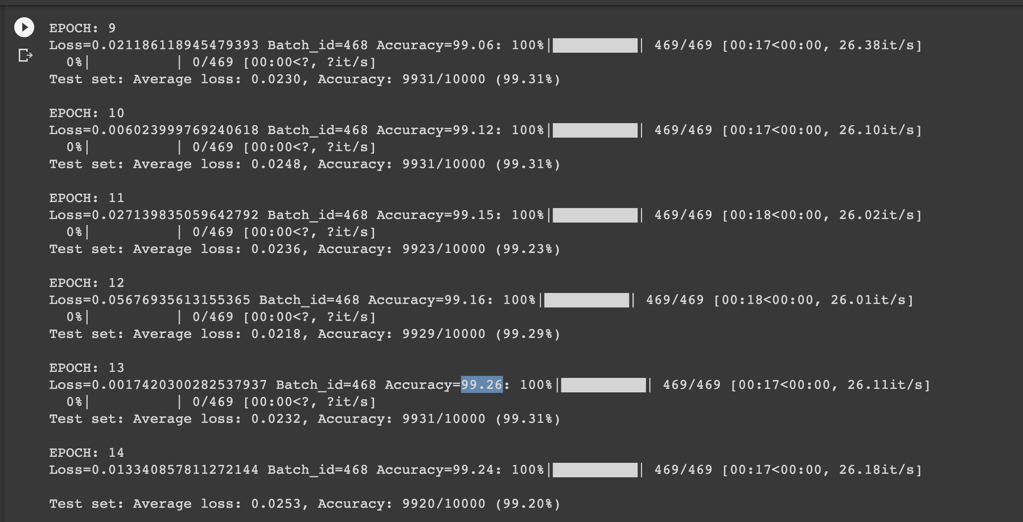 EPOCH: 9
Loss=0.021186118945479393 Batch_id=468 Accuracy=99.06: 100%|██████████| 469/469 [00:17<00:00, 26.38it/s]
0%|          | 0/469 [00:00<?, ?it/s]
Test set: Average loss: 0.0230, Accuracy: 9931/10000 (99.31%)
EPOCH: 10
Loss=0.006023999769240618 Batch_id=468 Accuracy=99.12: 100%|██████████| 469/469 [00:17<00:00, 26.10it/s]
0%|          | 0/469 [00:00<?, ?it/s]
Test set: Average loss: 0.0248, Accuracy: 9931/10000 (99.31%)
EPOCH: 11
Loss=0.027139835059642792 Batch_id=468 Accuracy=99.15: 100%|██████████| 469/469 [00:18<00:00, 26.02it/s]
0%|          | 0/469 [00:00<?, ?it/s]
Test set: Average loss: 0.0236, Accuracy: 9923/10000 (99.23%)
EPOCH: 12
Loss=0.05676935613155365 Batch_id=468 Accuracy=99.16: 100%|██████████| 469/469 [00:18<00:00, 26.01it/s]
0%|          | 0/469 [00:00<?, ?it/s]
Test set: Average loss: 0.0218, Accuracy: 9929/10000 (99.29%)
EPOCH: 13
Loss=0.0017420300282537937 Batch_id=468 Accuracy=99.26: 100%|██████████| 469/469 [00:17<00:00, 26.11it/s]
0%|          | 0/469 [00:00<?, ?it/s]
Test set: Average loss: 0.0232, Accuracy: 9931/10000 (99.31%)
EPOCH: 14
Loss=0.013340857811272144 Batch_id=468 Accuracy=99.24: 100%|██████████| 469/469 [00:17<00:00, 26.18it/s]
Test set: Average loss: 0.0253, Accuracy: 9920/10000 (99.20%)